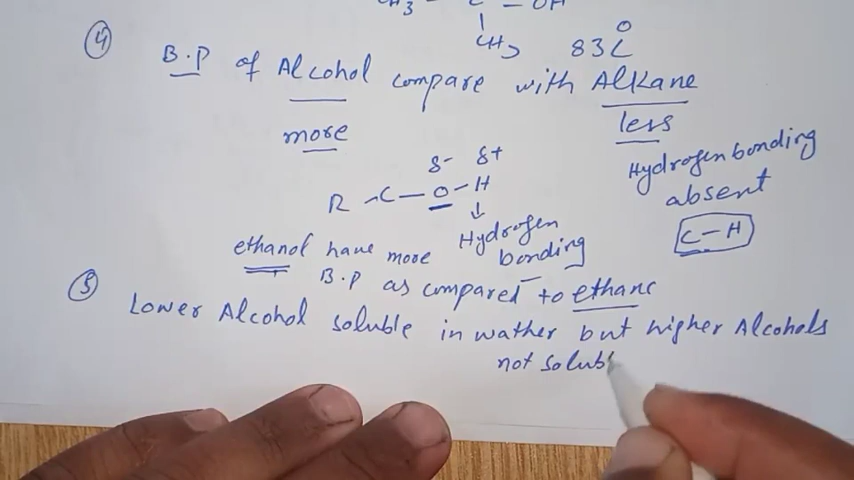 CH3 - C - OH
CH3 83°C
(4) B.P of Alcohol compare with Alkane
more less
δ- δ+
R - C - O - H
Hydrogen bonding
absent
C - H
Hydrogen
bonding
ethanol have more
B.P as compared to ethane
(5) Lower Alcohol soluble in wather but higher Alcohols
not solub